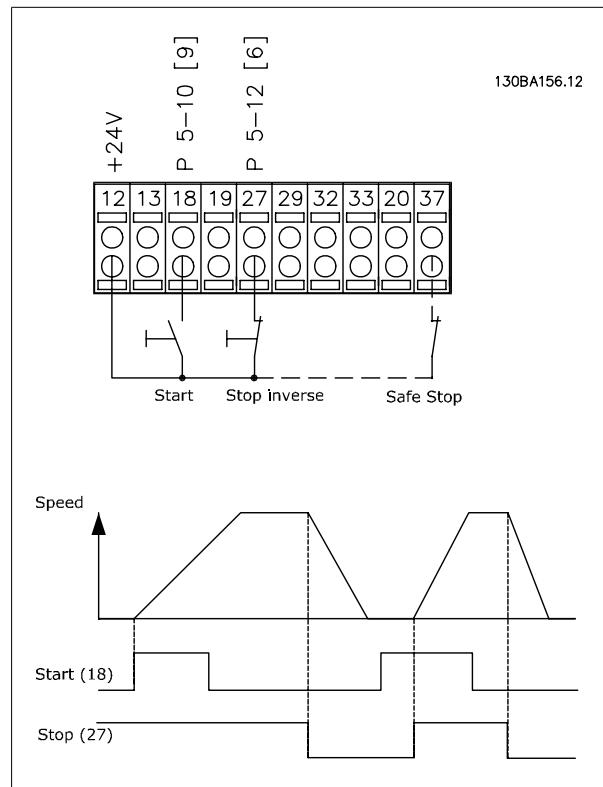 130BA156.12
+24V
P 5-10 [9]
P 5-12 [6]
12 13 18 19 27 29 32 33 20 37
Start Stop inverse Safe Stop
Speed
Start (18)
Stop (27)